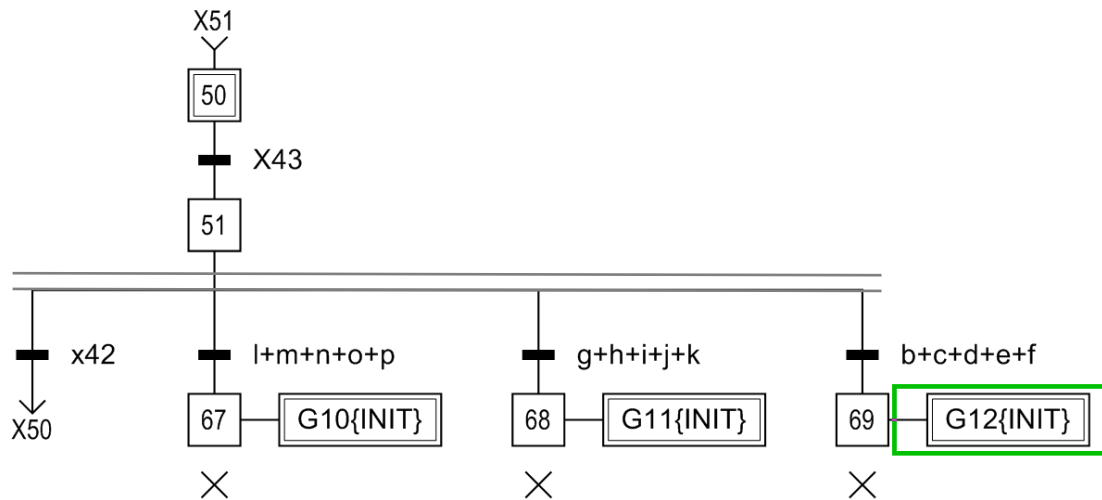 X51
50
X43
51
x42
l+m+n+o+p
g+h+i+j+k
b+c+d+e+f
X50
67
G10{INIT}
68
G11{INIT}
69
G12{INIT}